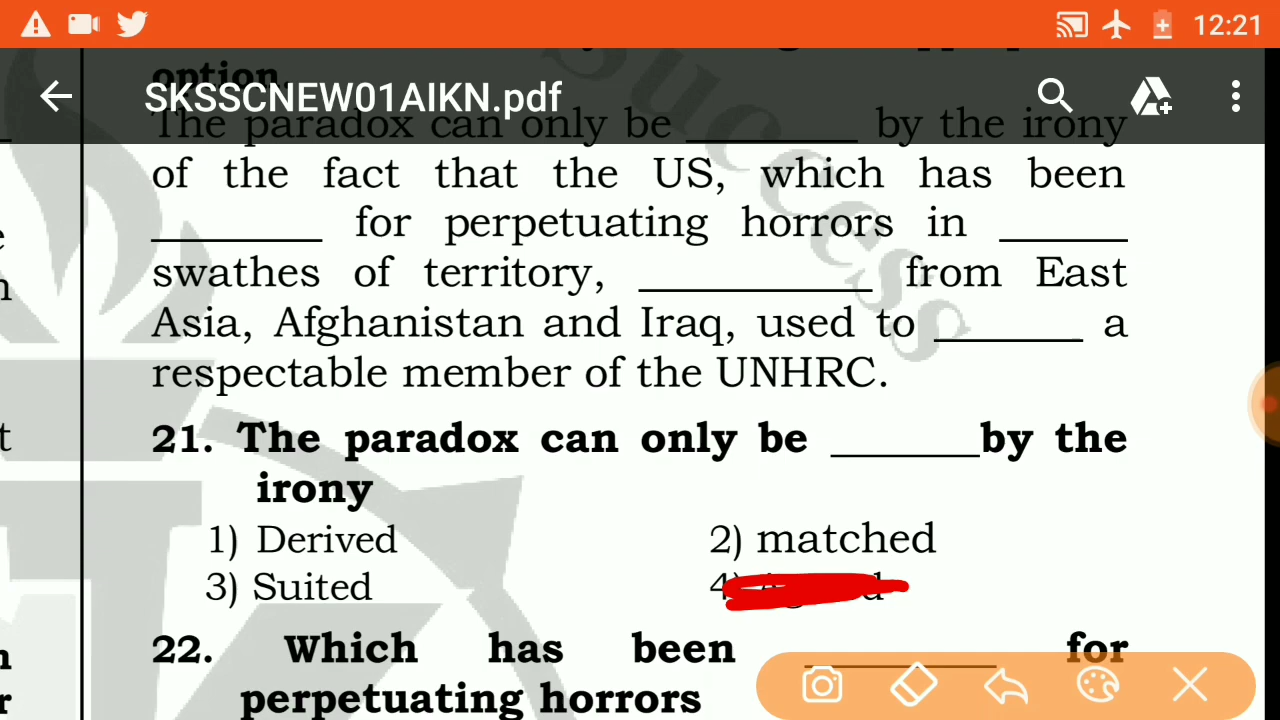 12:21
option.
SKSSCNEW01AIKN.pdf
The paradox can only be ________ by the irony
of the fact that the US, which has been
________ for perpetuating horrors in ______
swathes of territory, ___________ from East
Asia, Afghanistan and Iraq, used to _______ a
respectable member of the UNHRC.
21. The paradox can only be _______by the
irony
1) Derived 2) matched
3) Suited
22. Which has been _________ for
perpetuating horrors
Success